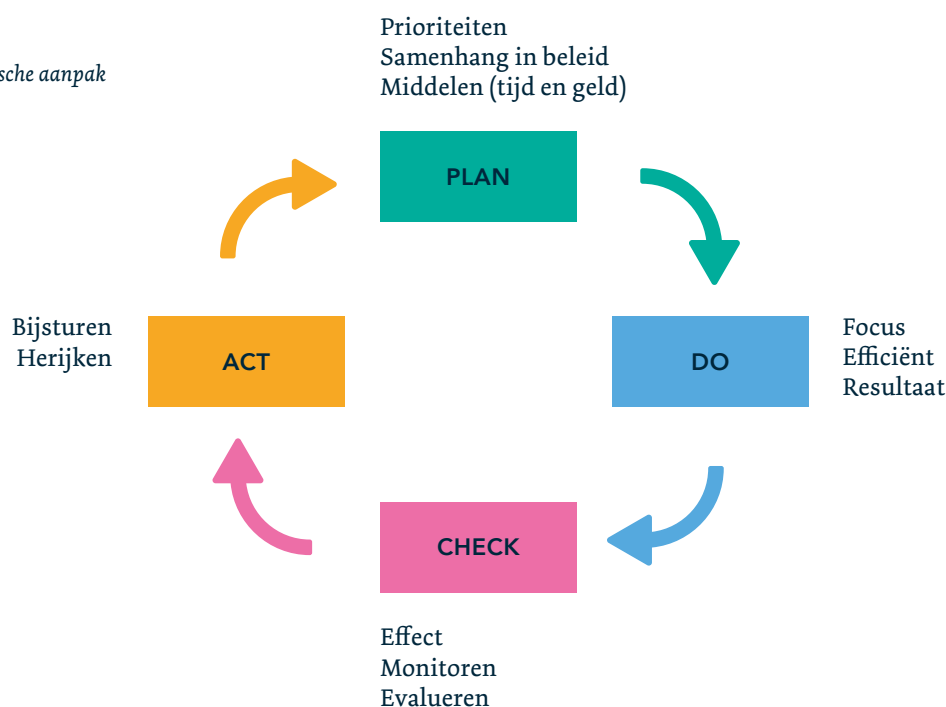 Prioriteiten
Samenhang in beleid
Middelen (tijd en geld)
sche aanpak
PLAN
Bijsturen
Herijken
ACT
DO
Focus
Efficiënt
Resultaat
CHECK
Effect
Monitoren
Evalueren